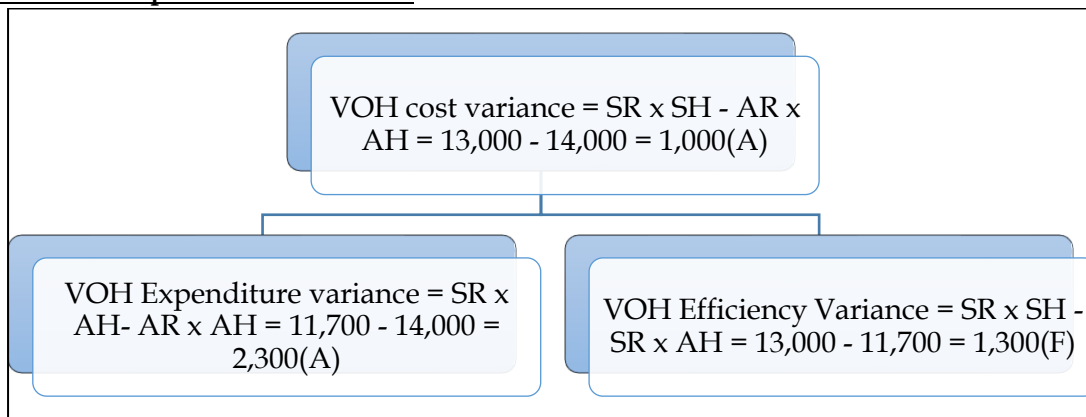 VOH cost variance = SR x SH - AR x
AH = 13,000 - 14,000 = 1,000(A)
VOH Expenditure variance = SR x
AH- AR x AH = 11,700 - 14,000 =
2,300(A)
VOH Efficiency Variance = SR x SH -
SR x AH = 13,000 - 11,700 = 1,300(F)